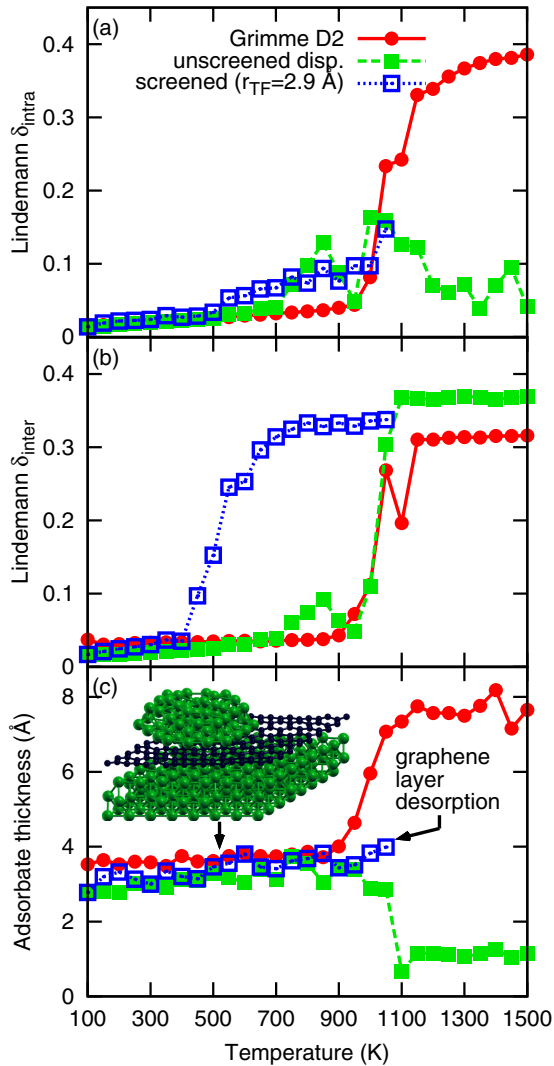 (a)
Grimme D2
unscreened disp.
screened (r_TF=2.9 Å)
Lindemann δ_intra
0.4
0.3
0.2
0.1
0
(b)
Lindemann δ_inter
0.4
0.3
0.2
0.1
0
(c)
graphene
layer
desorption
Adsorbate thickness (Å)
8
6
4
2
0
100 300 500 700 900 1100 1300 1500
Temperature (K)